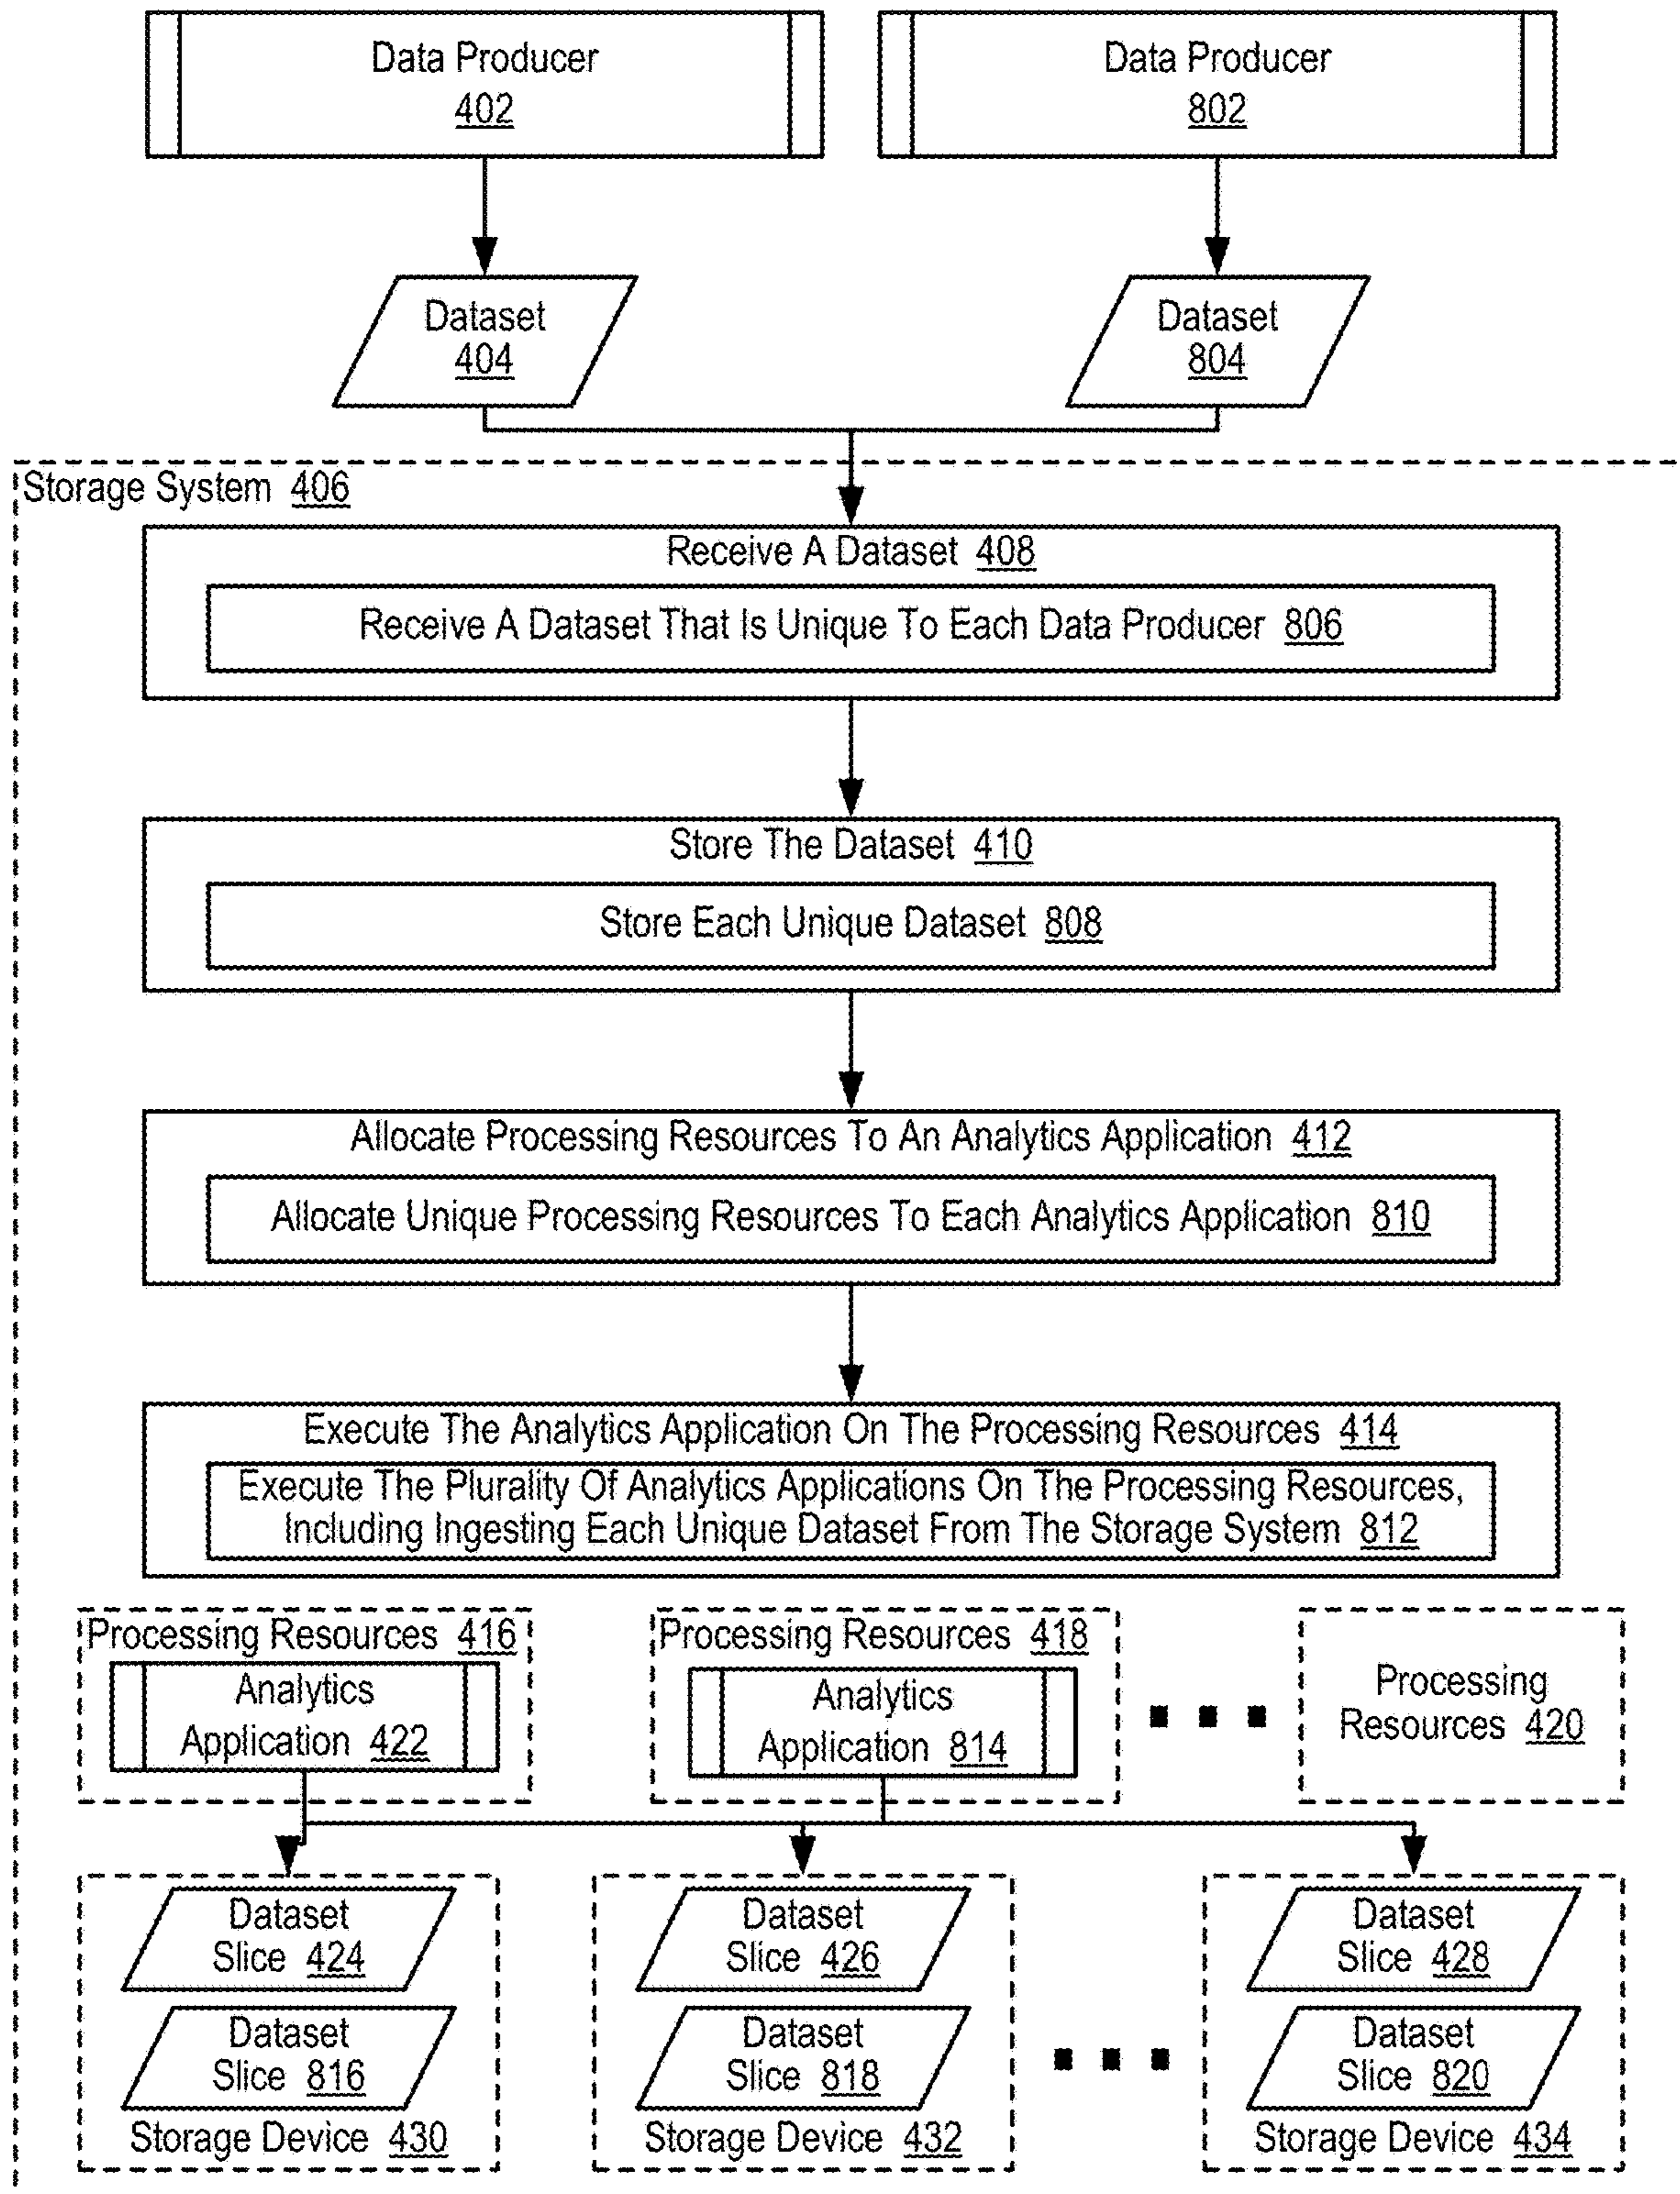 Data Producer
402
Data Producer
802
Dataset
404
Dataset
804
Storage System 406
Receive A Dataset 408
Receive A Dataset That Is Unique To Each Data Producer 806
Store The Dataset 410
Store Each Unique Dataset 808
Allocate Processing Resources To An Analytics Application 412
Allocate Unique Processing Resources To Each Analytics Application 810
Execute The Analytics Application On The Processing Resources 414
Execute The Plurality Of Analytics Applications On The Processing Resources,
Including Ingesting Each Unique Dataset From The Storage System 812
Processing Resources 416
Analytics
Application 422
Processing Resources 418
Analytics
Application 814
Processing
Resources 420
Dataset
Slice 424
Dataset
Slice 816
Storage Device 430
Dataset
Slice 426
Dataset
Slice 818
Storage Device 432
Dataset
Slice 428
Dataset
Slice 820
Storage Device 434